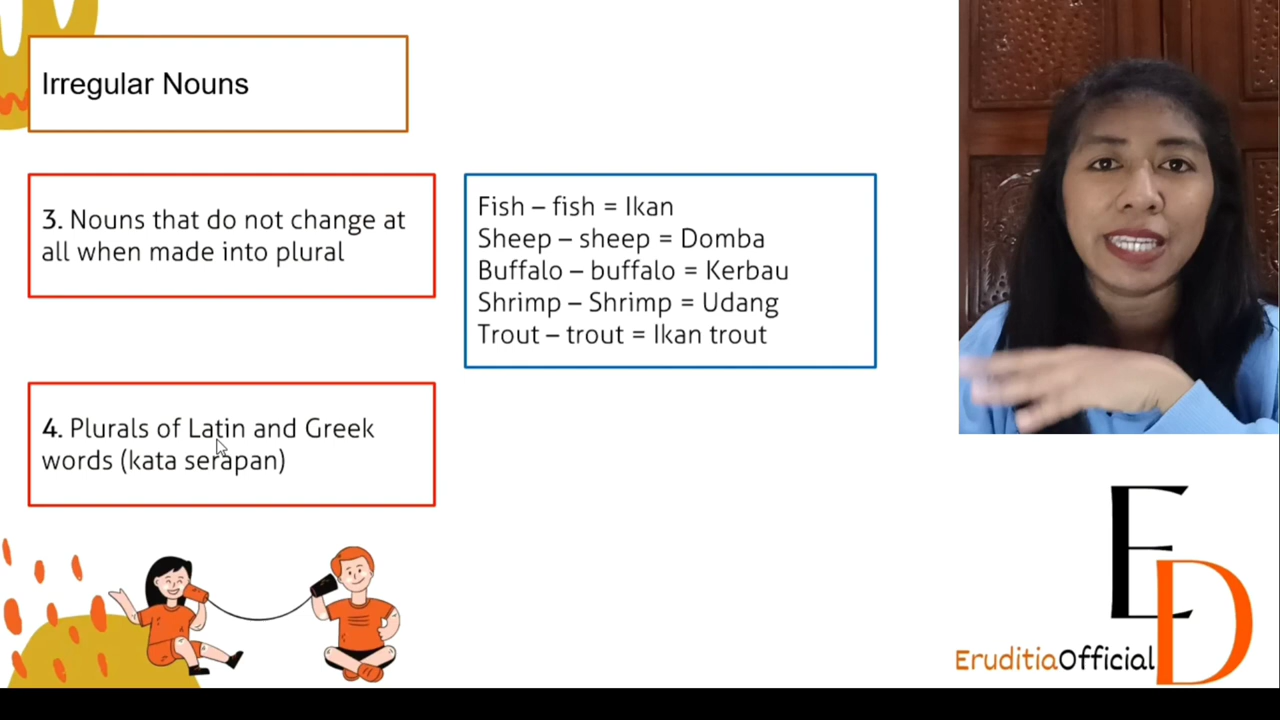 Irregular Nouns
3. Nouns that do not change at
all when made into plural
Fish – fish = Ikan
Sheep – sheep = Domba
Buffalo – buffalo = Kerbau
Shrimp – Shrimp = Udang
Trout – trout = Ikan trout
4. Plurals of Latin and Greek
words (kata serapan)
ED
EruditiaOfficial